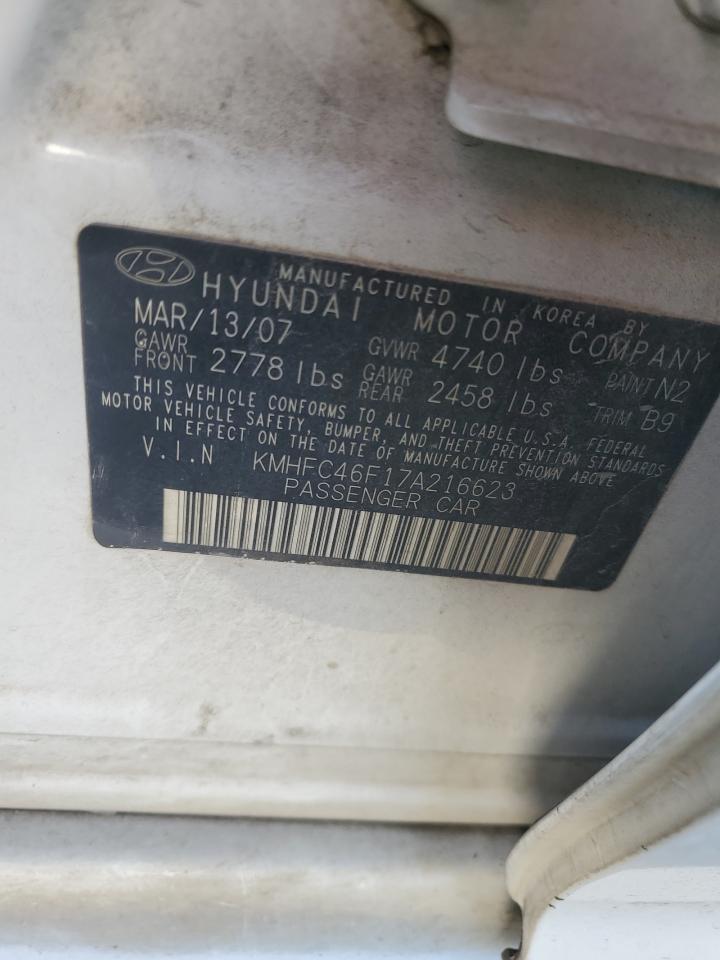 MANUFACTURED IN KOREA BY
HYUNDAI MOTOR COMPANY
MAR/13/07 GVWR 4740 lbs PAINT N2
GAWR FRONT 2778 lbs GAWR REAR 2458 lbs TRIM B9
THIS VEHICLE CONFORMS TO ALL APPLICABLE U.S.A. FEDERAL
MOTOR VEHICLE SAFETY, BUMPER, AND THEFT PREVENTION STANDARDS
IN EFFECT ON THE DATE OF MANUFACTURE SHOWN ABOVE
V.I.N KMHFC46F17A216623
PASSENGER CAR